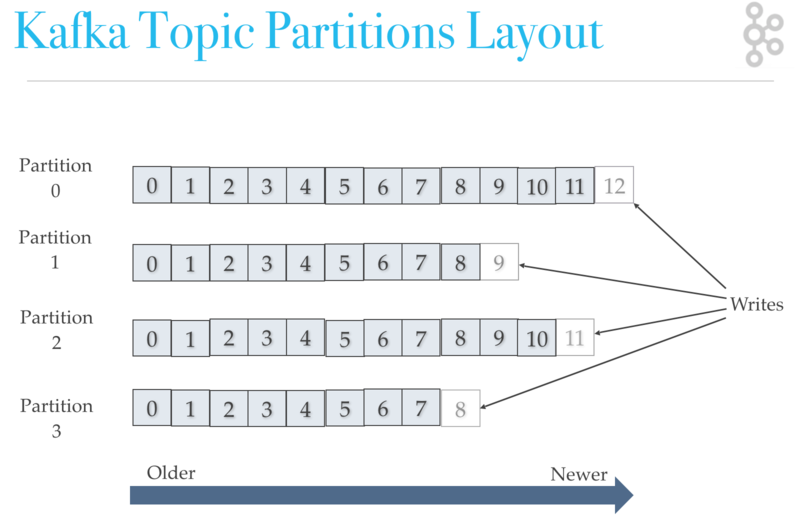 Kafka Topic Partitions Layout
Partition
0
0 1 2 3 4 5 6 7 8 9 10 11 12
Partition
1
0 1 2 3 4 5 6 7 8 9
Writes
Partition
2
0 1 2 3 4 5 6 7 8 9 10 11
Partition
3
0 1 2 3 4 5 6 7 8
Older
Newer